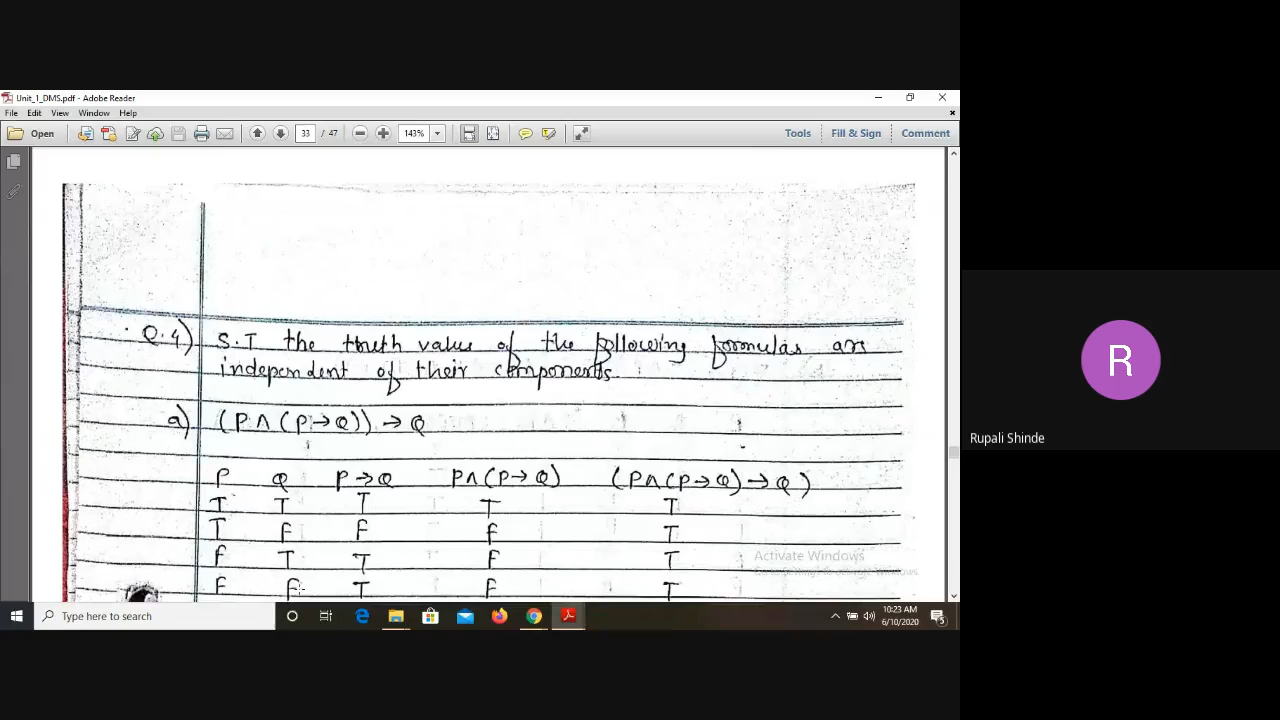 Unit_1_DMS.pdf - Adobe Reader
File Edit View Window Help
Open 33 / 47 143% Tools Fill & Sign Comment
Q.4) S.T the truth value of the following formulas are
independent of their components
a) (P ∧ (P → Q)) → Q
P Q P → Q P ∧ (P → Q) (P ∧ (P → Q) → Q)
T T T T T
T F F F T
F T T F T
F F T F T
Activate Windows
R
Rupali Shinde
Type here to search
10:23 AM
6/10/2020
5